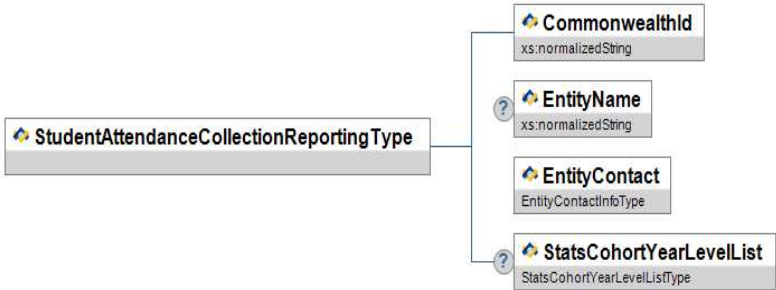 CommonwealthId
xs:normalizedString
?
EntityName
xs:normalizedString
StudentAttendanceCollectionReportingType
EntityContact
EntityContactInfoType
?
StatsCohortYearLevelList
StatsCohortYearLevelListType